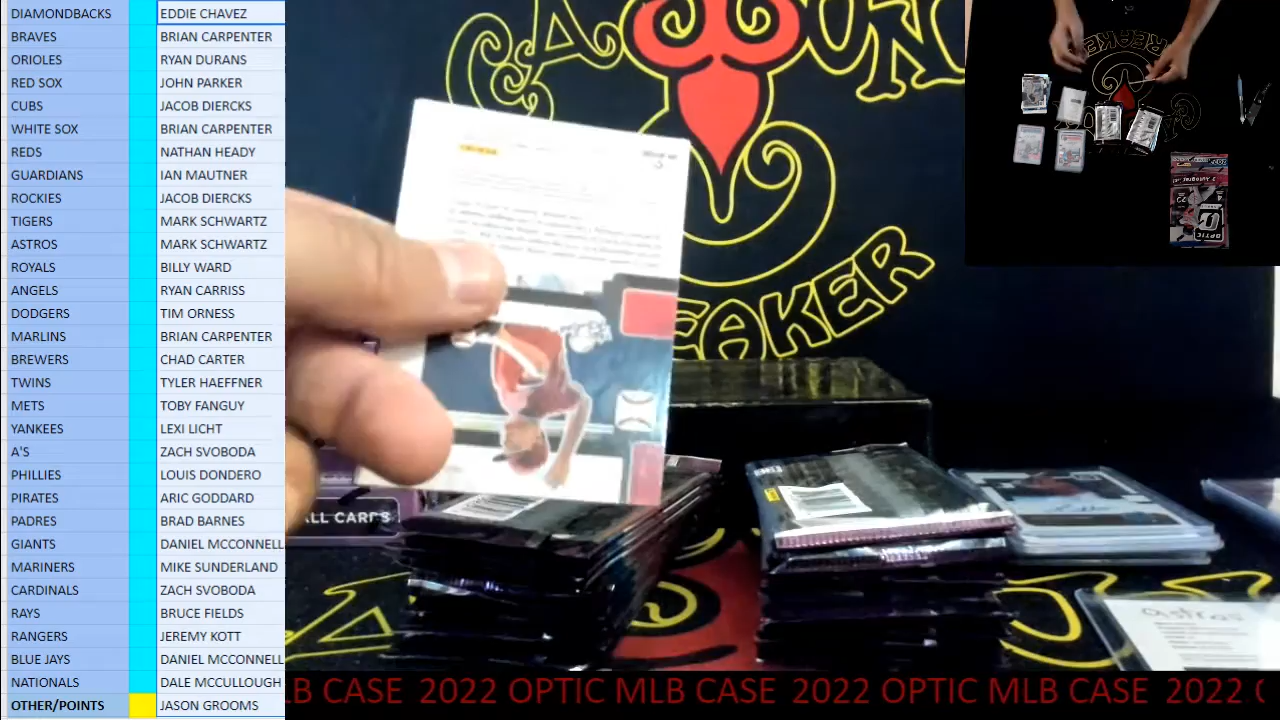 DIAMONDBACKS EDDIE CHAVEZ
BRAVES BRIAN CARPENTER
ORIOLES RYAN DURANS
RED SOX JOHN PARKER
CUBS JACOB DIERCKS
WHITE SOX BRIAN CARPENTER
REDS NATHAN HEADY
GUARDIANS IAN MAUTNER
ROCKIES JACOB DIERCKS
TIGERS MARK SCHWARTZ
ASTROS MARK SCHWARTZ
ROYALS BILLY WARD
ANGELS RYAN CARRISS
DODGERS TIM ORNESS
MARLINS BRIAN CARPENTER
BREWERS CHAD CARTER
TWINS TYLER HAEFFNER
METS TOBY FANGUY
YANKEES LEXI LICHT
A'S ZACH SVOBODA
PHILLIES LOUIS DONDERO
PIRATES ARIC GODDARD
PADRES BRAD BARNES
GIANTS DANIEL MCCONNELL
MARINERS MIKE SUNDERLAND
CARDINALS ZACH SVOBODA
RAYS BRUCE FIELDS
RANGERS JEREMY KOTT
BLUE JAYS DANIEL MCCONNELL
NATIONALS DALE MCCULLOUGH
OTHER/POINTS JASON GROOMS
EAKER
ALL CARDS
OPTIC
astros
LB CASE 2022 OPTIC MLB CASE 2022 OPTIC MLB CASE 2022